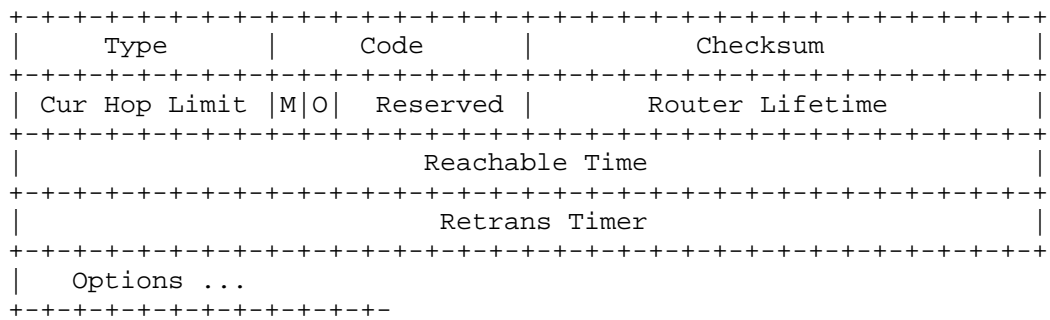 +-+-+-+-+-+-+-+-+-+-+-+-+-+-+-+-+-+-+-+-+-+-+-+-+-+-+-+-+-+-+-+-+
|     Type      |     Code      |          Checksum             |
+-+-+-+-+-+-+-+-+-+-+-+-+-+-+-+-+-+-+-+-+-+-+-+-+-+-+-+-+-+-+-+-+
| Cur Hop Limit |M|O|  Reserved |       Router Lifetime         |
+-+-+-+-+-+-+-+-+-+-+-+-+-+-+-+-+-+-+-+-+-+-+-+-+-+-+-+-+-+-+-+-+
|                         Reachable Time                        |
+-+-+-+-+-+-+-+-+-+-+-+-+-+-+-+-+-+-+-+-+-+-+-+-+-+-+-+-+-+-+-+-+
|                          Retrans Timer                        |
+-+-+-+-+-+-+-+-+-+-+-+-+-+-+-+-+-+-+-+-+-+-+-+-+-+-+-+-+-+-+-+-+
|   Options ...
+-+-+-+-+-+-+-+-+-+-+-+-